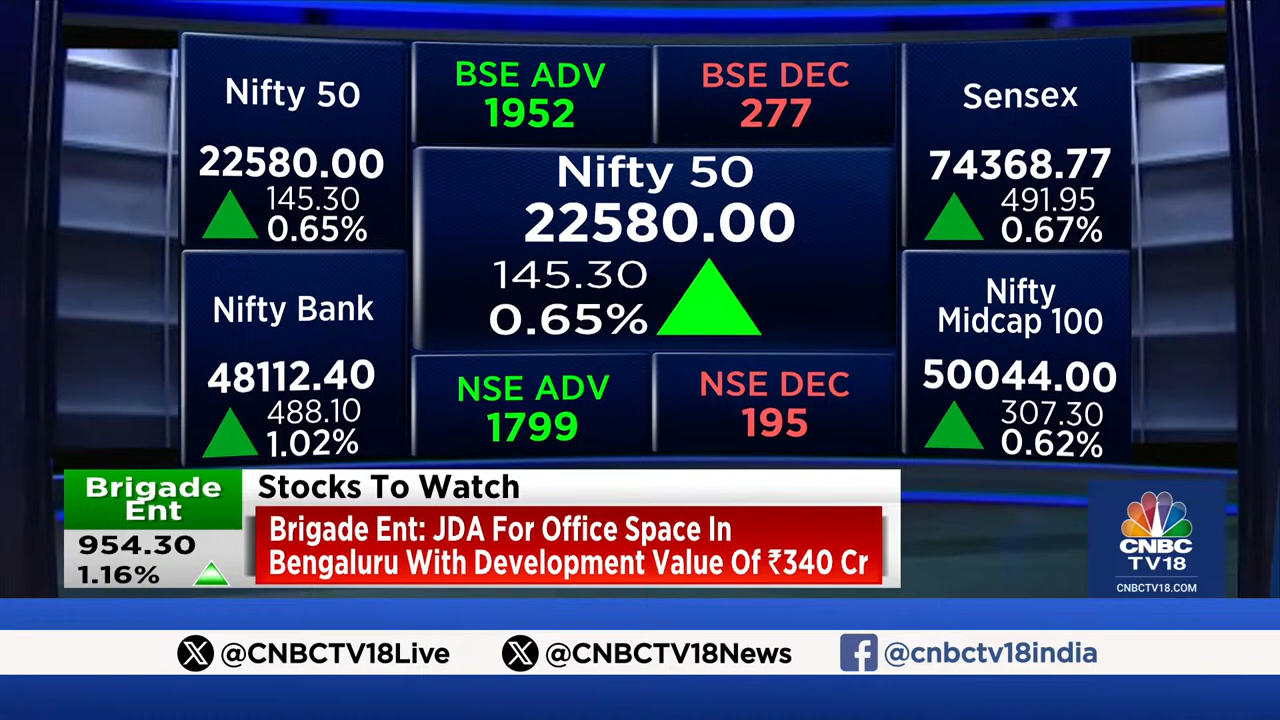 Nifty 50
22580.00
145.30
0.65%
BSE ADV
1952
BSE DEC
277
Sensex
74368.77
491.95
0.67%
Nifty 50
22580.00
145.30
0.65%
Nifty Bank
48112.40
488.10
1.02%
NSE ADV
1799
NSE DEC
195
Nifty
Midcap 100
50044.00
307.30
0.62%
Brigade
Ent
954.30
1.16%
Stocks To Watch
Brigade Ent: JDA For Office Space In
Bengaluru With Development Value Of ₹340 Cr
CNBC
TV18
CNBCTV18.COM
@CNBCTV18Live
@CNBCTV18News
@cnbctv18india